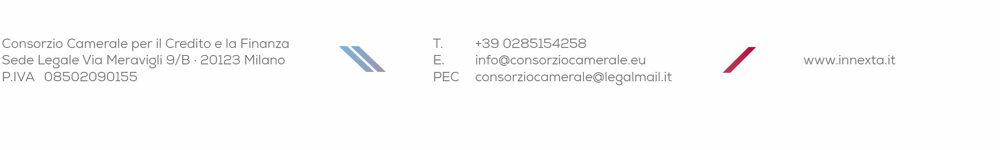 Consorzio Camerale per il Credito e la Finanza
Sede Legale Via Meravigli 9/B · 20123 Milano
P.IVA 08502090155
T. +39 0285154258
E. info@consorziocamerale.eu
PEC consorziocamerale@legalmail.it
www.innexta.it